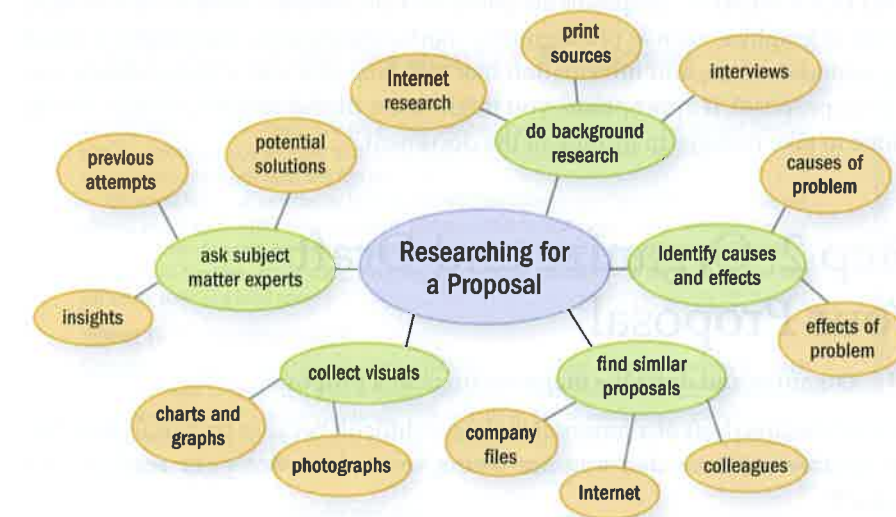 print
sources
Internet
research
interviews
do background
research
previous
attempts
potential
solutions
causes of
problem
ask subject
matter experts
Researching for
a Proposal
Identify causes
and effects
insights
effects of
problem
collect visuals
find similar
proposals
charts and
graphs
company
files
photographs
colleagues
Internet